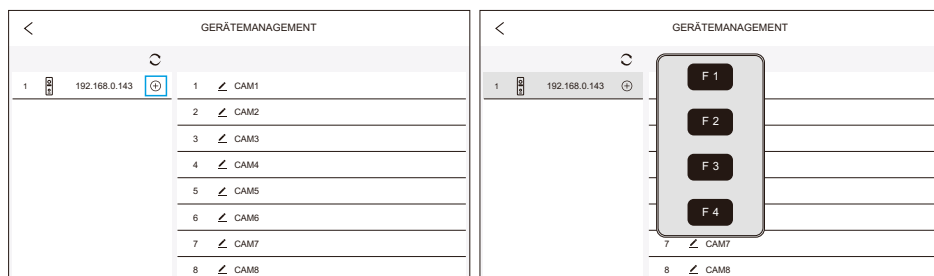 GERÄTEMANAGEMENT
1 192.168.0.143
1 CAM1
2 CAM2
3 CAM3
4 CAM4
5 CAM5
6 CAM6
7 CAM7
8 CAM8
GERÄTEMANAGEMENT
1 192.168.0.143
F 1
F 2
F 3
F 4
7 CAM7
8 CAM8